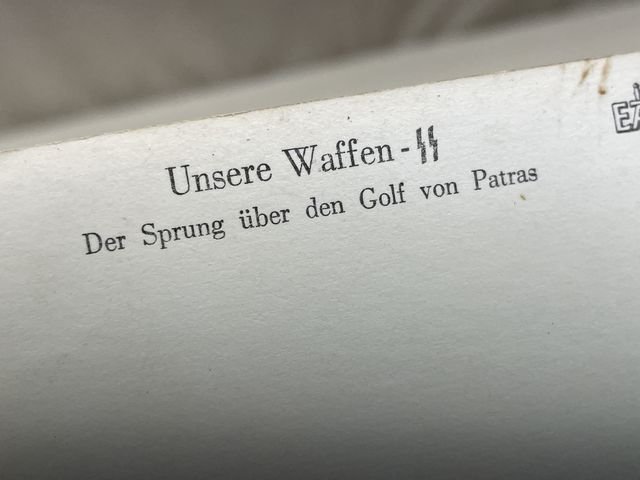 Unsere Waffen-ᛋᛋ
Der Sprung über den Golf von Patras